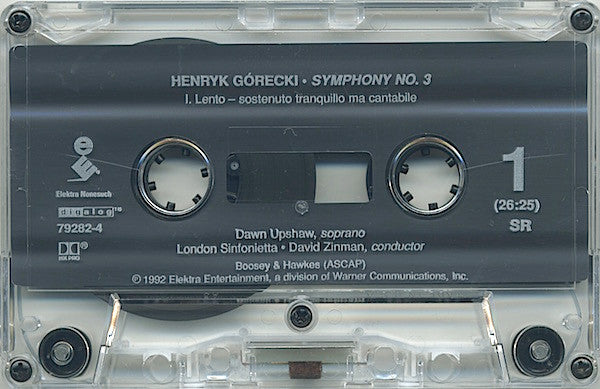 HENRYK GÓRECKI • SYMPHONY NO. 3
I. Lento – sostenuto tranquillo ma cantabile
Elektra Nonesuch
digalog
79282-4
HX PRO
1
(26:25)
SR
Dawn Upshaw, soprano
London Sinfonietta • David Zinman, conductor
Boosey & Hawkes (ASCAP)
© 1992 Elektra Entertainment, a division of Warner Communications, Inc.